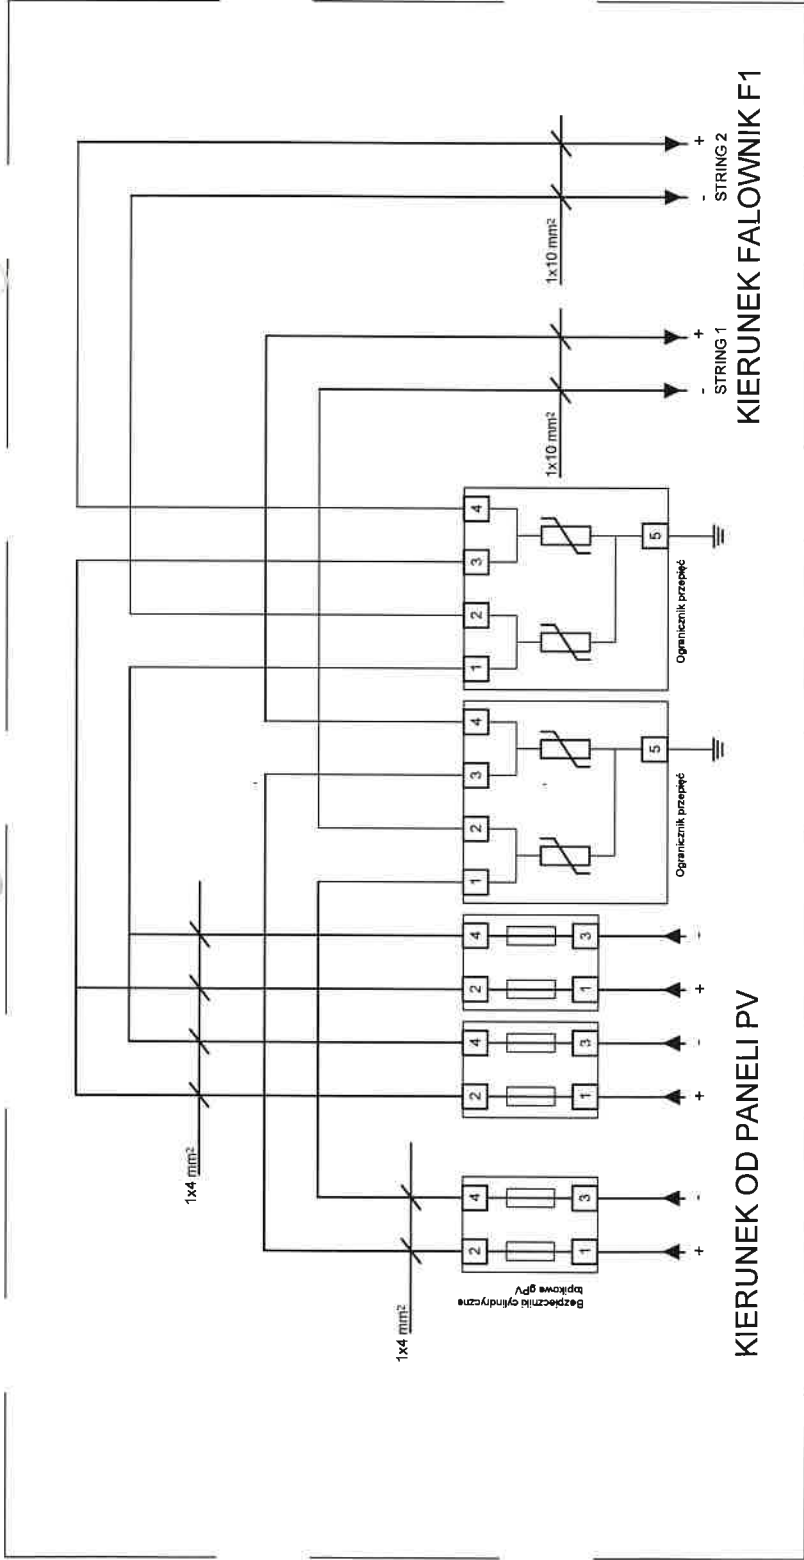 1x4 mm²
1x4 mm²
Bezpieczniki cylindryczne
topikowe gPV
2
4
2
4
2
4
1
3
1
3
1
3
+
-
+
-
+
-
KIERUNEK OD PANELI PV
1
2
3
4
5
Ogranicznik przepięć
1
2
3
4
5
Ogranicznik przepięć
1x10 mm²
1x10 mm²
-
+
STRING 1
-
+
STRING 2
KIERUNEK FALOWNIK F1